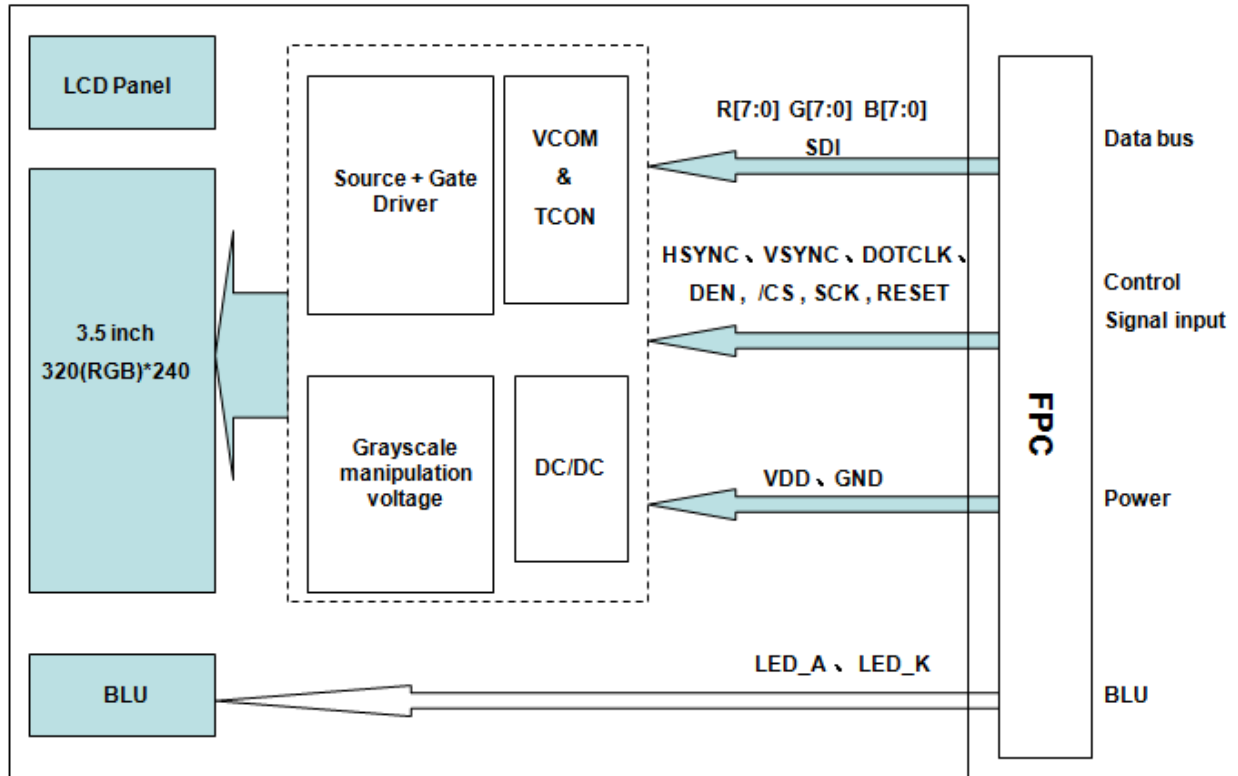 LCD Panel
3.5 inch
320(RGB)*240
BLU
Source + Gate
Driver
VCOM
&
TCON
Grayscale
manipulation
voltage
DC/DC
R[7:0] G[7:0] B[7:0]
SDI
HSYNC、VSYNC、DOTCLK、
DEN, /CS, SCK, RESET
VDD、GND
LED_A、LED_K
FPC
Data bus
Control
Signal input
Power
BLU